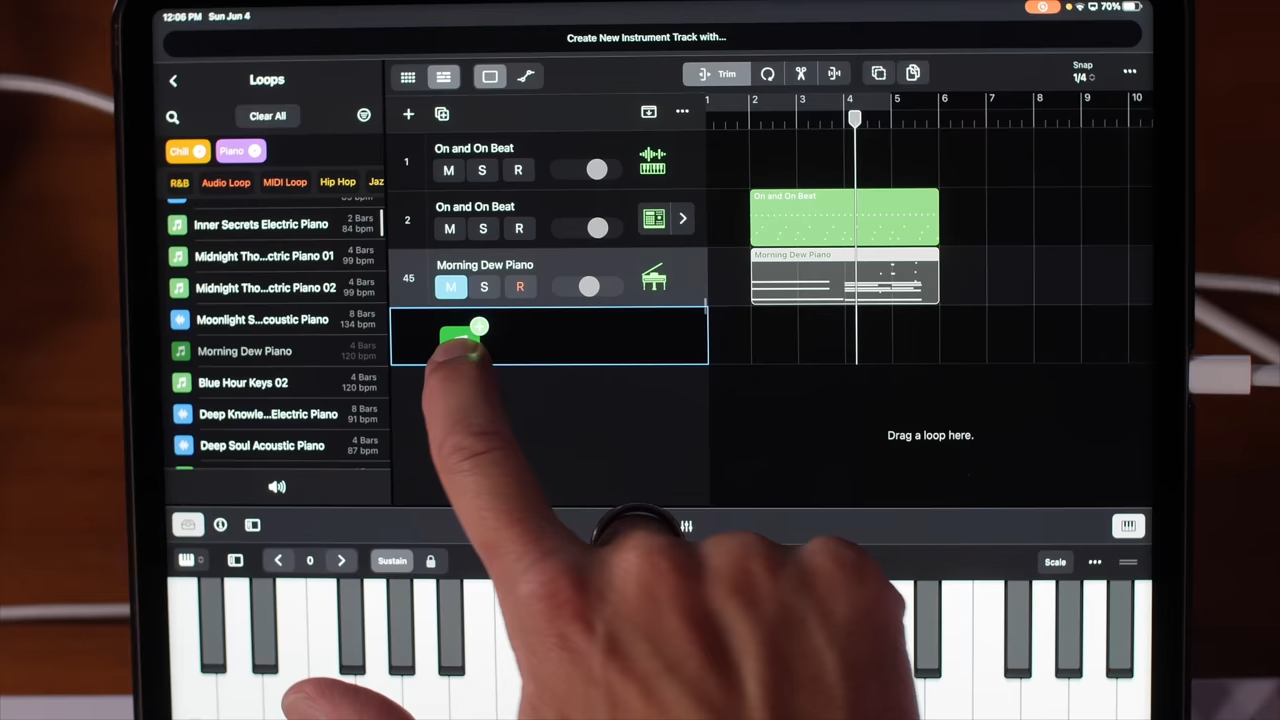 12:06 PM Sun Jun 4
70%
Create New Instrument Track with...
Loops
Clear All
Chill
Piano
R&B Audio Loop MIDI Loop Hip Hop Jaz
Inner Secrets Electric Piano 2 Bars 84 bpm
Midnight Tho...ctric Piano 01 4 Bars 99 bpm
Midnight Tho...ctric Piano 02 4 Bars 99 bpm
Moonlight S...coustic Piano 8 Bars 134 bpm
Morning Dew Piano 4 Bars 120 bpm
Blue Hour Keys 02 4 Bars 120 bpm
Deep Knowle...Electric Piano 8 Bars 91 bpm
Deep Soul Acoustic Piano 4 Bars 87 bpm
Trim
Snap
1/4
1 2 3 4 5 6 7 8 9 10
1 On and On Beat
M S R
2 On and On Beat
M S R
45 Morning Dew Piano
M S R
On and On Beat
Morning Dew Piano
Drag a loop here.
0
Sustain
Scale